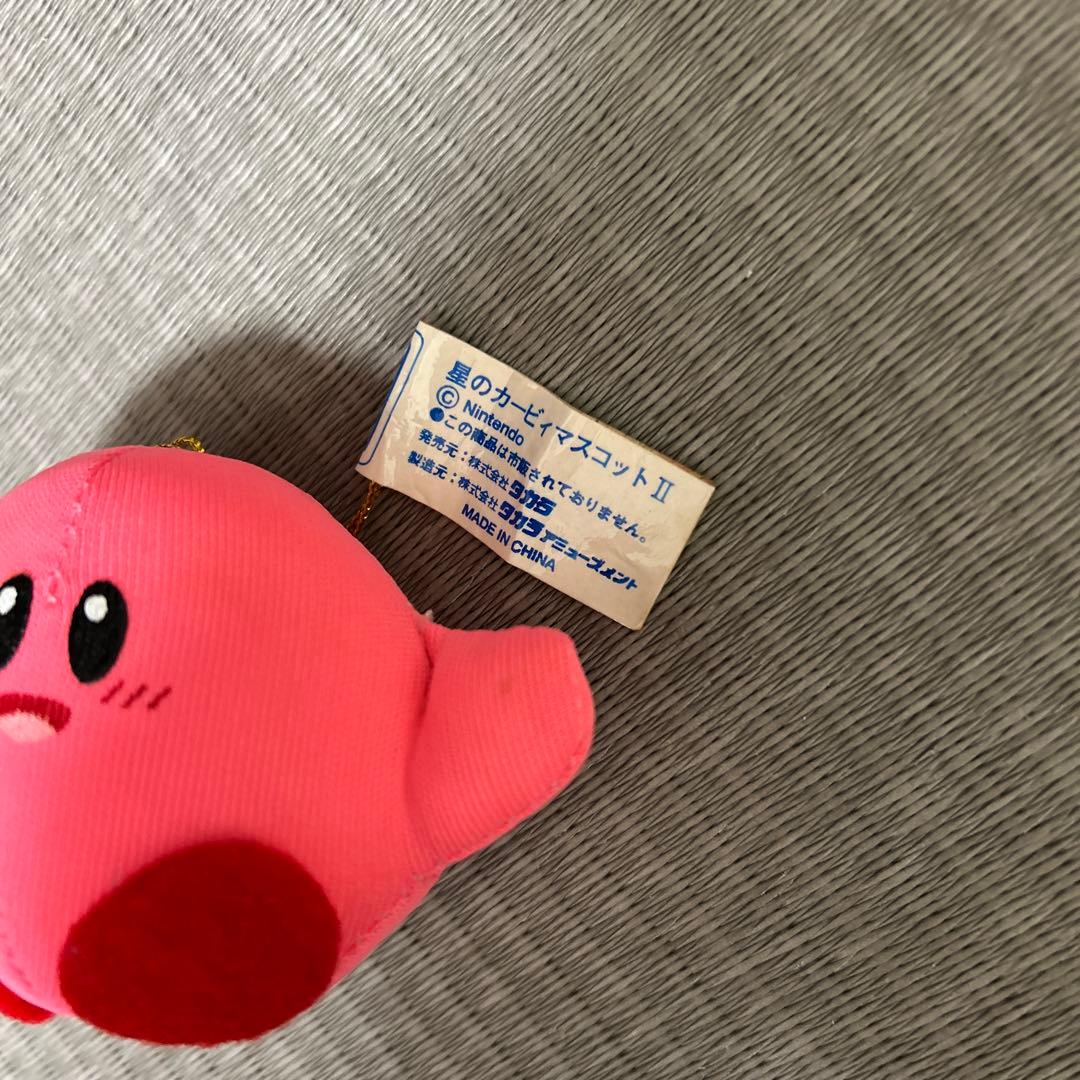 星のカービィマスコットⅡ
© Nintendo
●この商品は市販されておりません。
発売元：株式会社タカラ
製造元：株式会社タカラアミューズメント
MADE IN CHINA